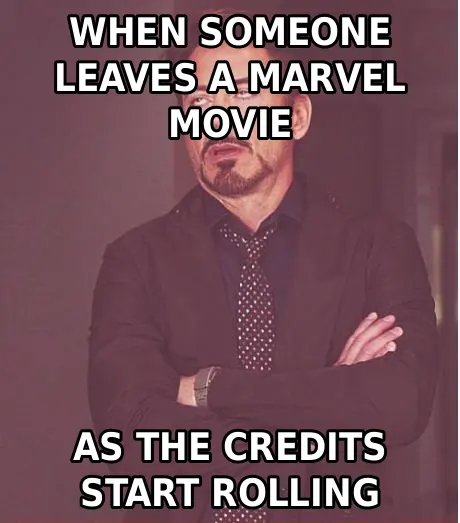 WHEN SOMEONE
LEAVES A MARVEL
MOVIE
AS THE CREDITS
START ROLLING